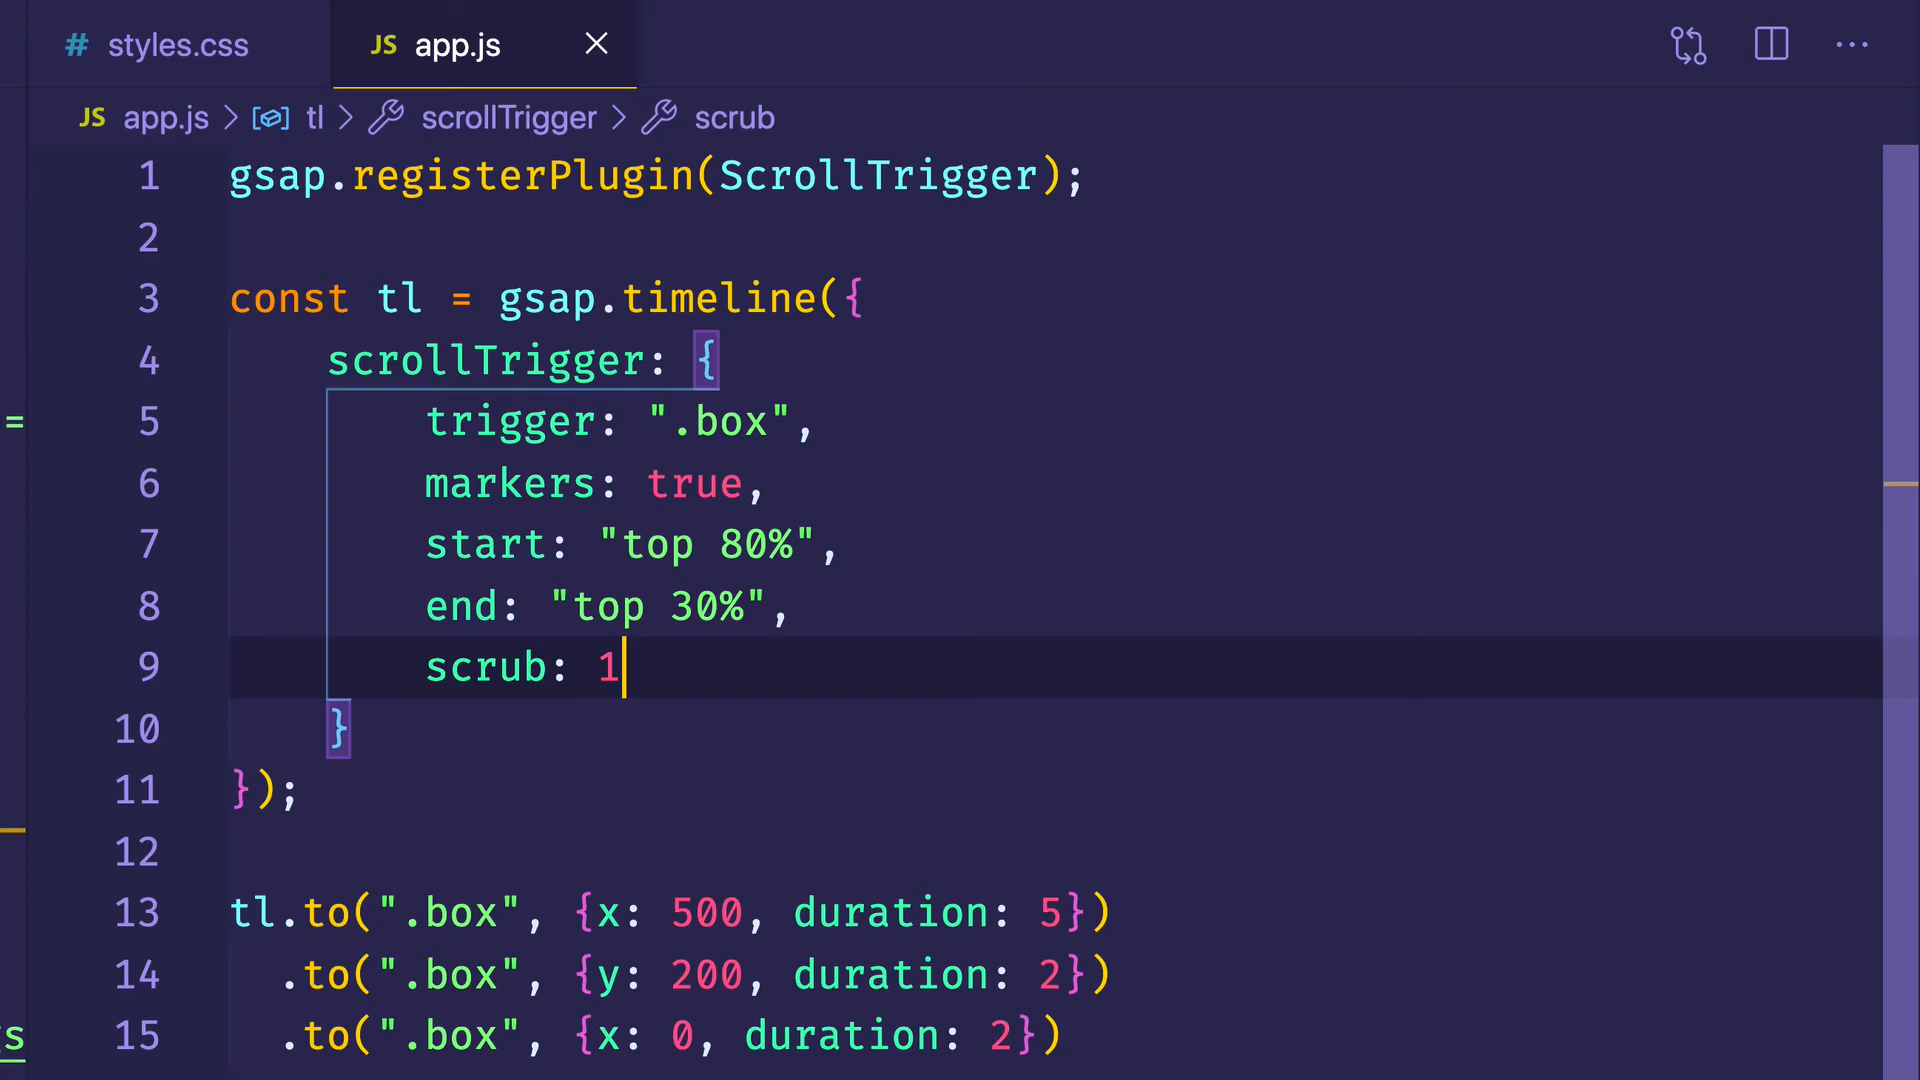 # styles.css JS app.js
JS app.js > tl > scrollTrigger > scrub
1 gsap.registerPlugin(ScrollTrigger);
2
3 const tl = gsap.timeline({
4 scrollTrigger: {
= 5 trigger: ".box",
6 markers: true,
7 start: "top 80%",
8 end: "top 30%",
9 scrub: 1
10 }
11 });
12
13 tl.to(".box", {x: 500, duration: 5})
14 .to(".box", {y: 200, duration: 2})
s 15 .to(".box", {x: 0, duration: 2})